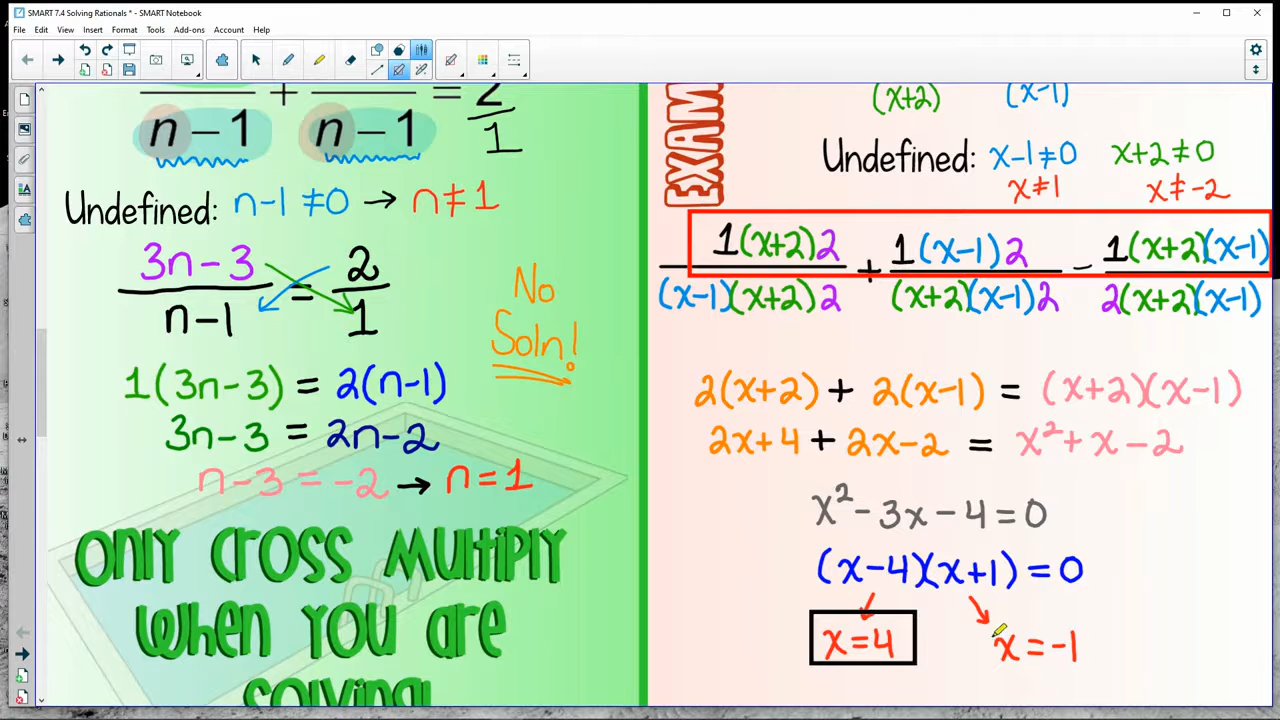 SMART 7.4 Solving Rationals * - SMART Notebook
File Edit View Insert Format Tools Add-ons Account Help
n – 1 + n – 1 = 2/1
Undefined: n-1 ≠0 → n≠1
3n-3 = 2
n-1 1
No
Soln!
1(3n-3) = 2(n-1)
3n-3 = 2n-2
n-3 = -2 → n=1
ONLY CROSS MULTIPLY
WHEN YOU ARE
SOLVING!
EXAM
(x+2) (x-1)
Undefined: x-1≠0 x+2≠0
x≠1 x≠-2
1(x+2)2 + 1(x-1)2 - 1(x+2)(x-1)
(x-1)(x+2)2 (x+2)(x-1)2 2(x+2)(x-1)
2(x+2) + 2(x-1) = (x+2)(x-1)
2x+4 + 2x-2 = x²+x-2
x²-3x-4=0
(x-4)(x+1)=0
x=4 x=-1